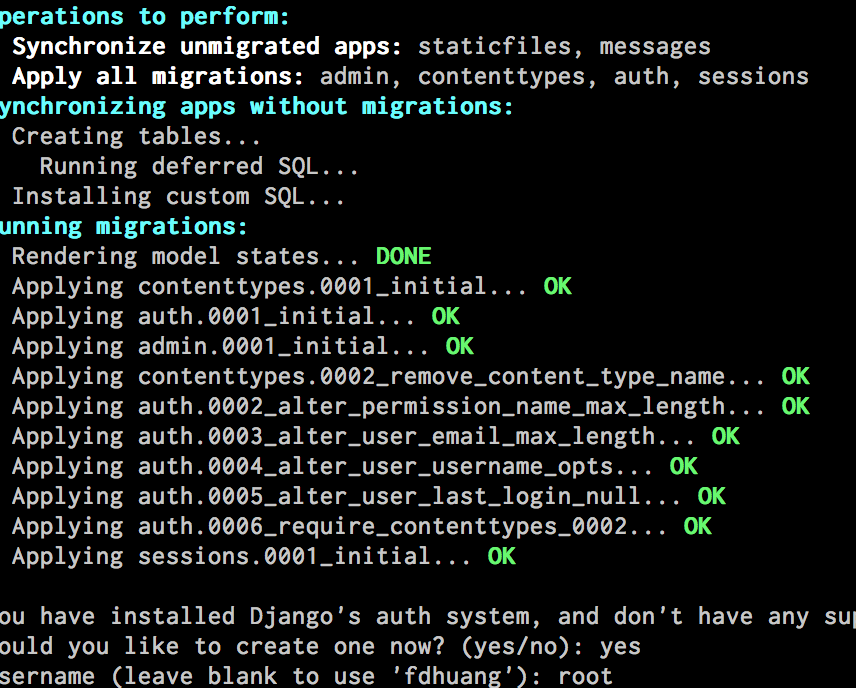 perations to perform:
Synchronize unmigrated apps: staticfiles, messages
Apply all migrations: admin, contenttypes, auth, sessions
ynchronizing apps without migrations:
Creating tables...
Running deferred SQL...
Installing custom SQL...
unning migrations:
Rendering model states... DONE
Applying contenttypes.0001_initial... OK
Applying auth.0001_initial... OK
Applying admin.0001_initial... OK
Applying contenttypes.0002_remove_content_type_name... OK
Applying auth.0002_alter_permission_name_max_length... OK
Applying auth.0003_alter_user_email_max_length... OK
Applying auth.0004_alter_user_username_opts... OK
Applying auth.0005_alter_user_last_login_null... OK
Applying auth.0006_require_contenttypes_0002... OK
Applying sessions.0001_initial... OK
ou have installed Django's auth system, and don't have any sup
ould you like to create one now? (yes/no): yes
sername (leave blank to use 'fdhuang'): root